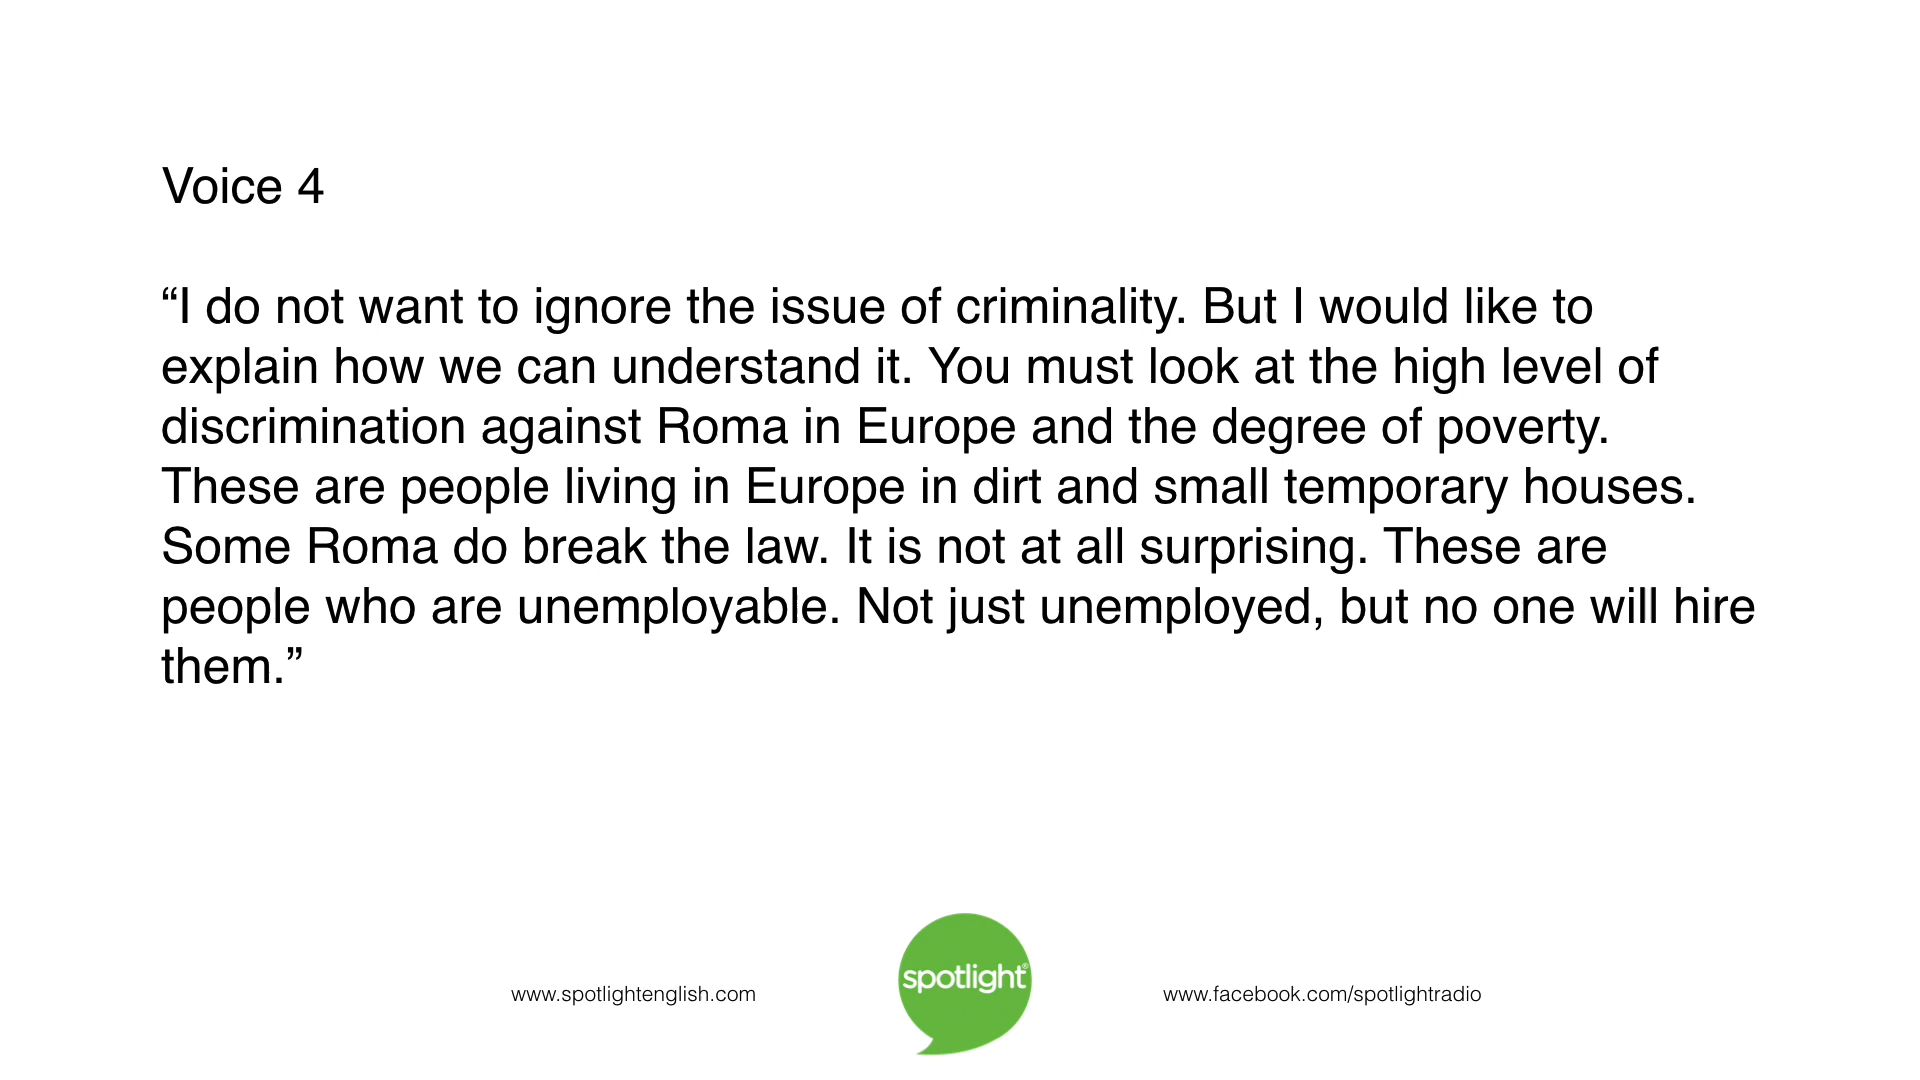 Voice 4
“I do not want to ignore the issue of criminality. But I would like to
explain how we can understand it. You must look at the high level of
discrimination against Roma in Europe and the degree of poverty.
These are people living in Europe in dirt and small temporary houses.
Some Roma do break the law. It is not at all surprising. These are
people who are unemployable. Not just unemployed, but no one will hire
them.”
www.spotlightenglish.com
spotlight®
www.facebook.com/spotlightradio